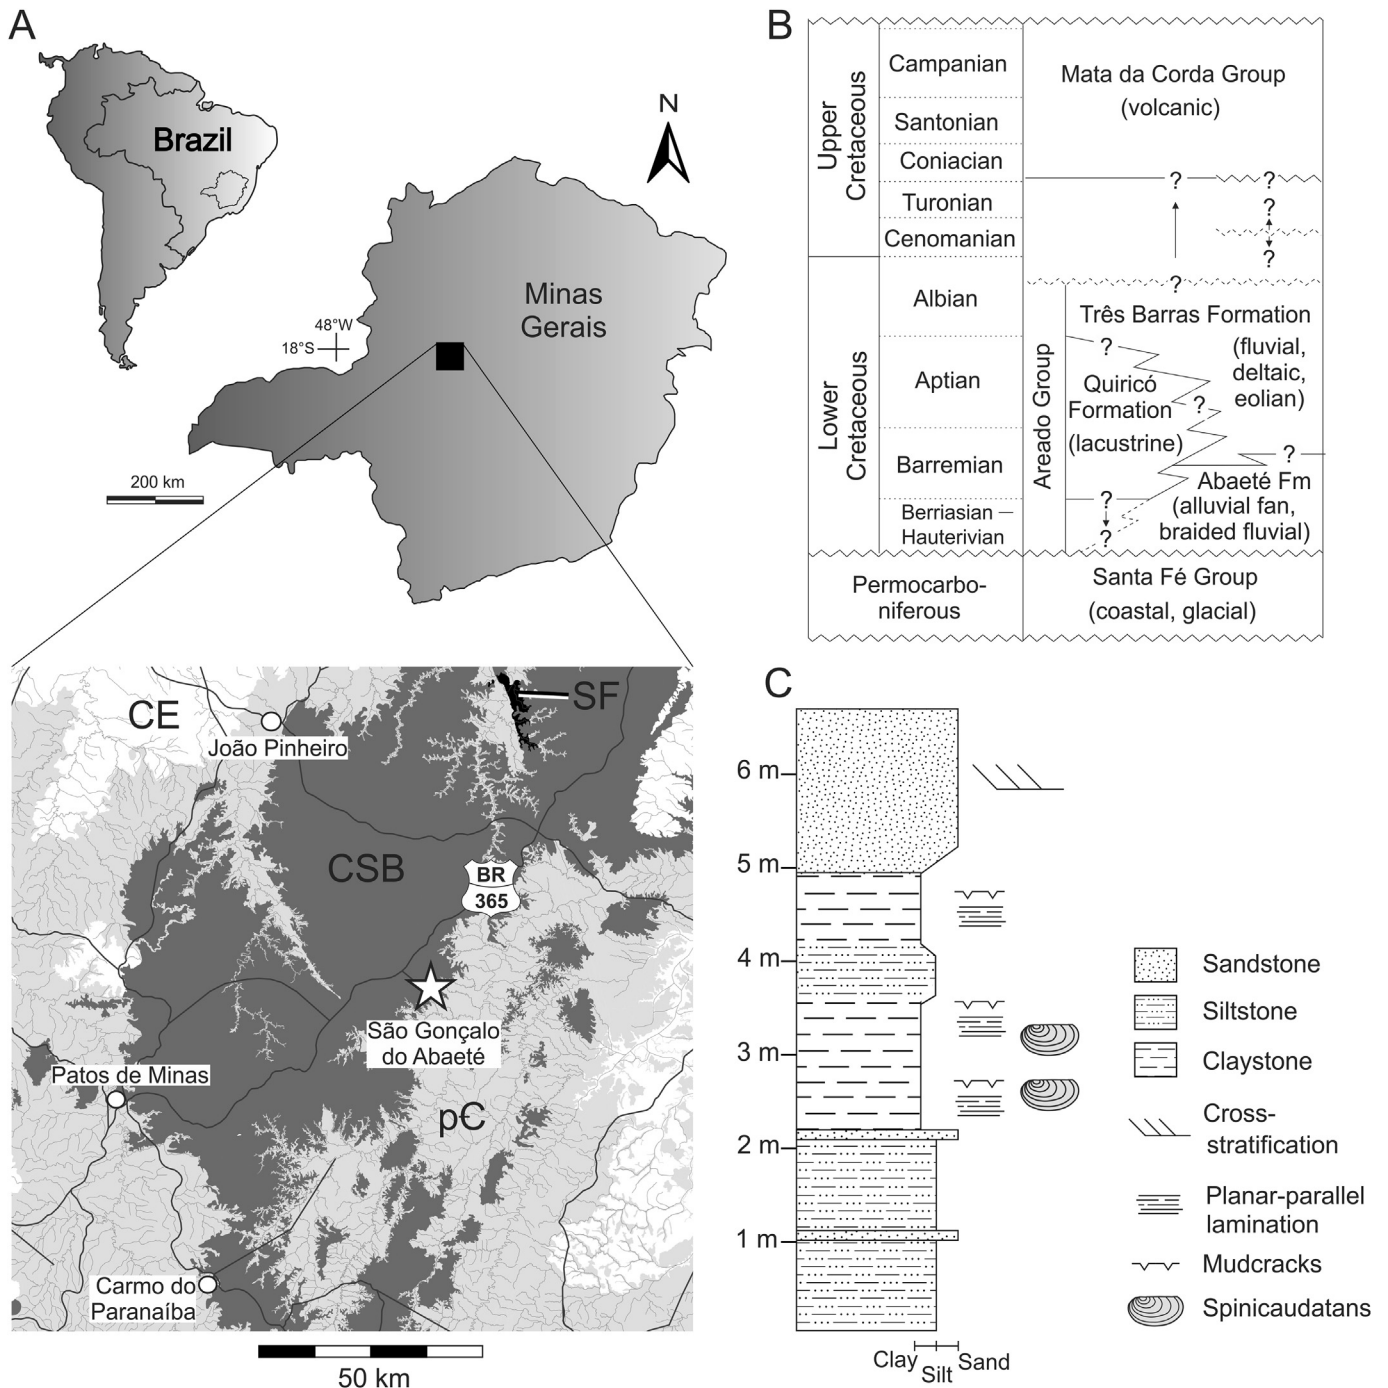 A
Brazil
N
Minas
Gerais
48°W
18°S
200 km
CE
SF
João Pinheiro
CSB
BR
365
São Gonçalo
do Abaeté
Patos de Minas
pЄ
Carmo do
Paranaíba
50 km
B
Upper
Cretaceous
Campanian
Santonian
Coniacian
Turonian
Cenomanian
Mata da Corda Group
(volcanic)
? ?
?
?
?
Lower
Cretaceous
Albian
Aptian
Barremian
Berriasian —
Hauterivian
Areado Group
Três Barras Formation
(fluvial,
deltaic,
eolian)
?
Quiricó
Formation
(lacustrine)
?
?
Abaeté Fm
(alluvial fan,
braided fluvial)
?
?
Permocarbo-
niferous
Santa Fé Group
(coastal, glacial)
C
6 m
5 m
4 m
3 m
2 m
1 m
Clay
Silt
Sand
Sandstone
Siltstone
Claystone
Cross-
stratification
Planar-parallel
lamination
Mudcracks
Spinicaudatans